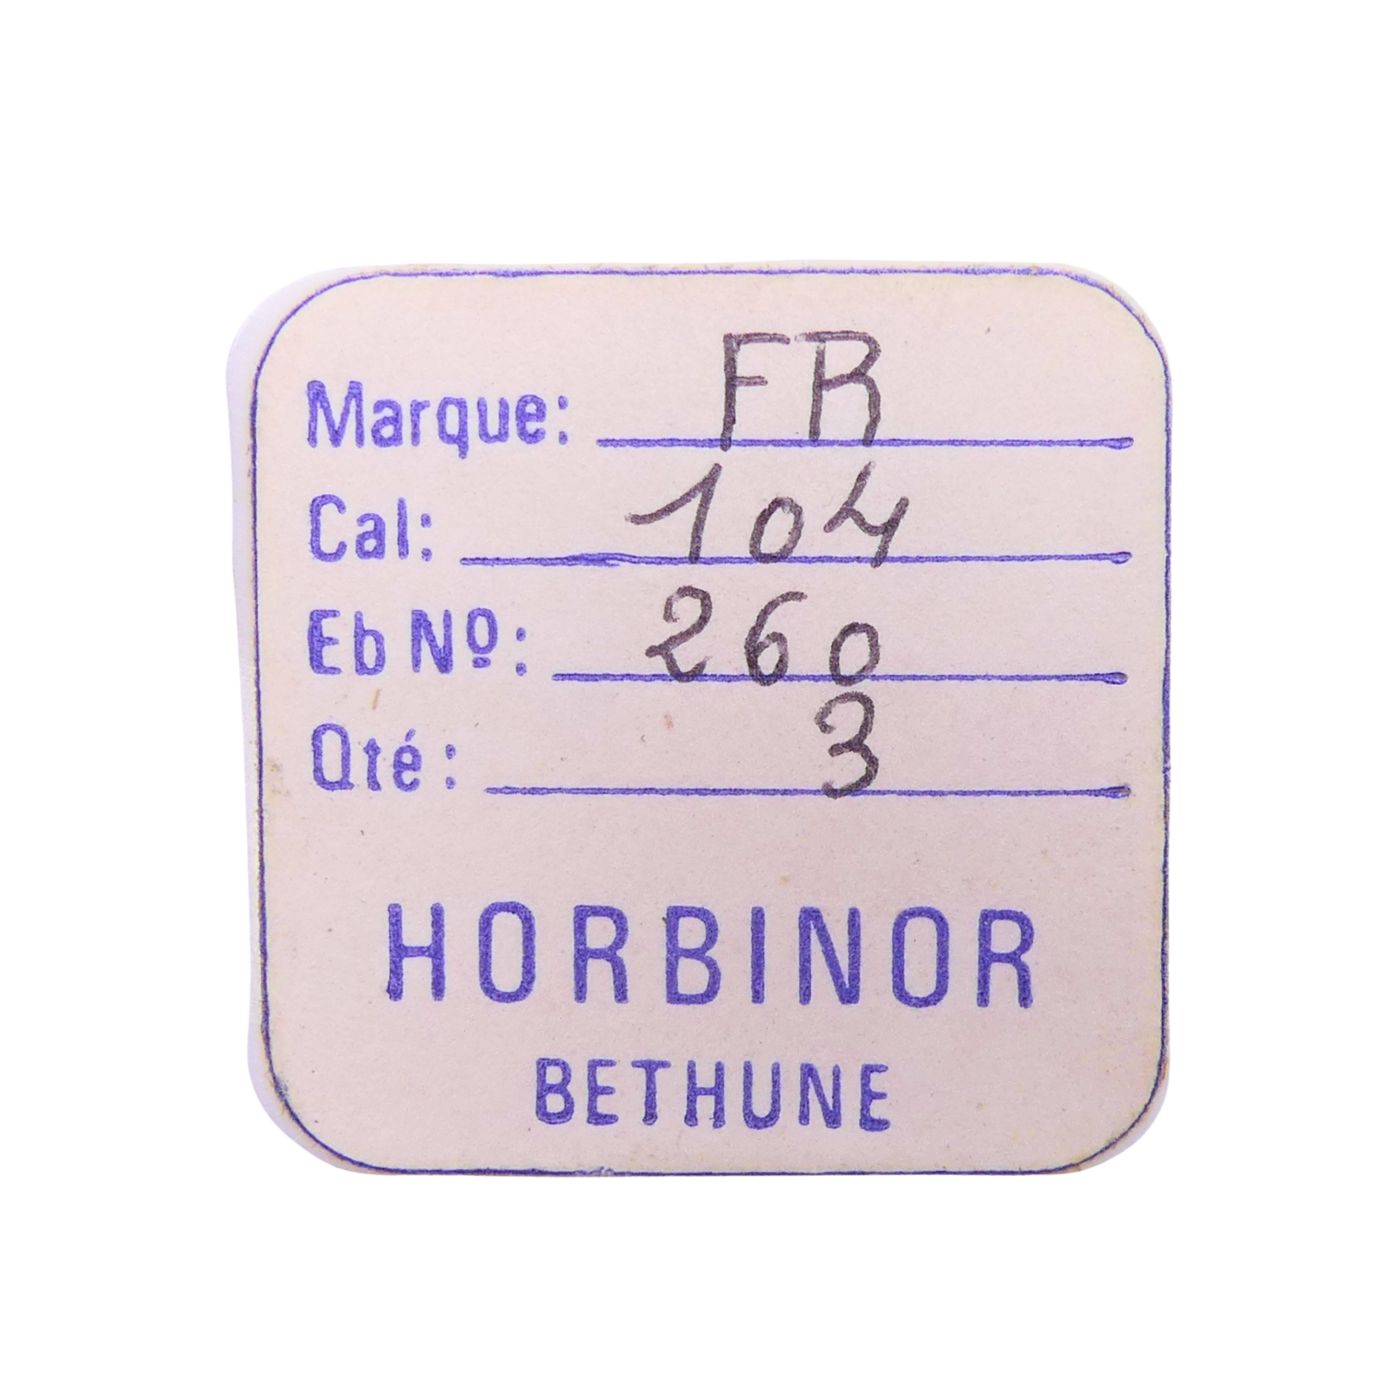 Marque: FR
Cal: 104
Eb Nº: 260
Qté: 3
HORBINOR
BETHUNE